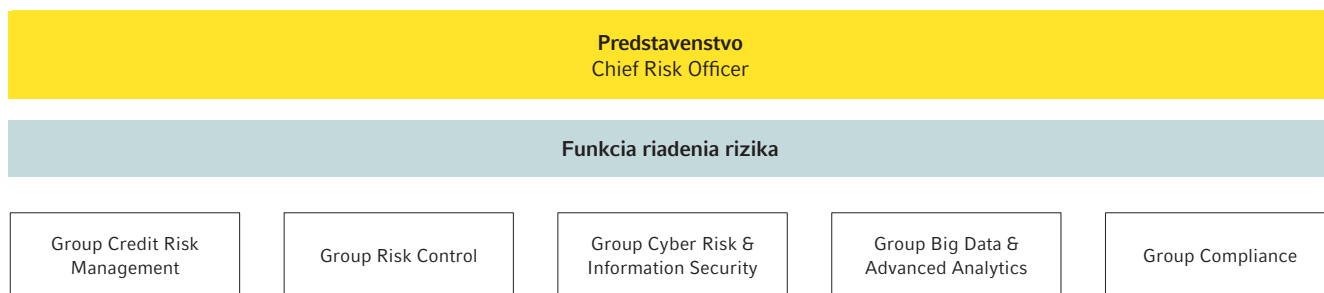 Predstavenstvo
Chief Risk Officer
Funkcia riadenia rizika
Group Credit Risk
Management
Group Risk Control
Group Cyber Risk &
Information Security
Group Big Data &
Advanced Analytics
Group Compliance